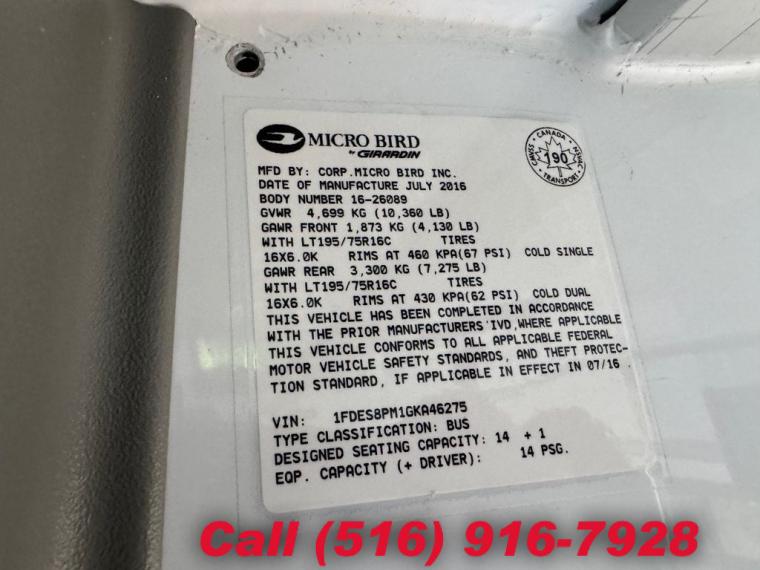 MICRO BIRD
by GIRARDIN
CANADA
CMVSS
NSVAC
190
TRANSPORT
MFD BY: CORP.MICRO BIRD INC.
DATE OF MANUFACTURE JULY 2016
BODY NUMBER 16-26089
GVWR 4,699 KG (10,360 LB)
GAWR FRONT 1,873 KG (4,130 LB)
WITH LT195/75R16C TIRES
16X6.0K RIMS AT 460 KPA(67 PSI) COLD SINGLE
GAWR REAR 3,300 KG (7,275 LB)
WITH LT195/75R16C TIRES
16X6.0K RIMS AT 430 KPA(62 PSI) COLD DUAL
THIS VEHICLE HAS BEEN COMPLETED IN ACCORDANCE
WITH THE PRIOR MANUFACTURERS'IVD,WHERE APPLICABLE
THIS VEHICLE CONFORMS TO ALL APPLICABLE FEDERAL
MOTOR VEHICLE SAFETY STANDARDS, AND THEFT PROTEC-
TION STANDARD, IF APPLICABLE IN EFFECT IN 07/16 .
VIN: 1FDES8PM1GKA46275
TYPE CLASSIFICATION: BUS
DESIGNED SEATING CAPACITY: 14 + 1
EQP. CAPACITY (+ DRIVER): 14 PSG.
Call (516) 916-7928